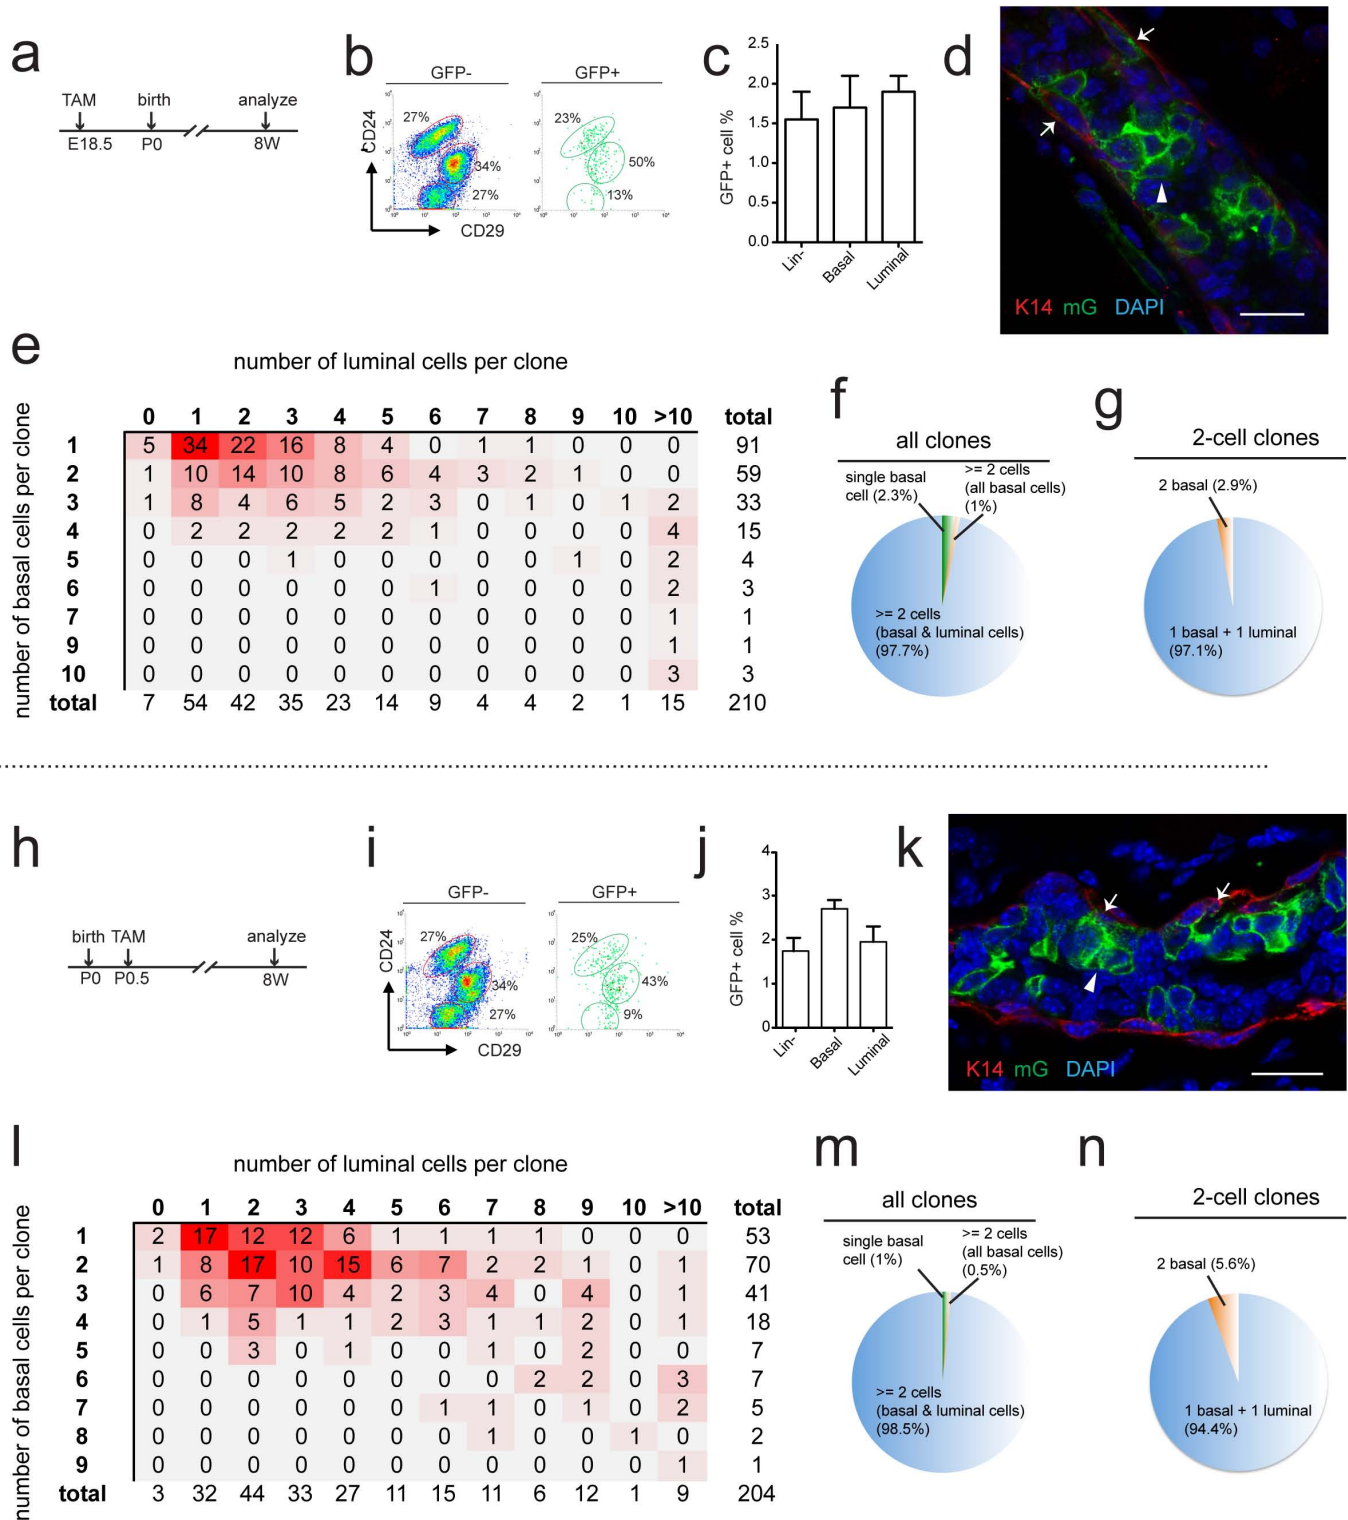 a
TAM birth analyze
E18.5 P0 8W
b
GFP- GFP+
CD24
27%
34%
27%
23%
50%
13%
CD29
c
GFP+ cell %
2.5
2.0
1.5
1.0
0.5
0.0
Lin- Basal Luminal
d
K14 mG DAPI
e
number of luminal cells per clone
number of basal cells per clone
0 1 2 3 4 5 6 7 8 9 10 >10 total
1 5 34 22 16 8 4 0 1 1 0 0 0 91
2 1 10 14 10 8 6 4 3 2 1 0 0 59
3 1 8 4 6 5 2 3 0 1 0 1 2 33
4 0 2 2 2 2 2 1 0 0 0 0 4 15
5 0 0 0 1 0 0 0 0 0 1 0 2 4
6 0 0 0 0 0 0 1 0 0 0 0 2 3
7 0 0 0 0 0 0 0 0 0 0 0 1 1
9 0 0 0 0 0 0 0 0 0 0 0 1 1
10 0 0 0 0 0 0 0 0 0 0 0 3 3
total 7 54 42 35 23 14 9 4 4 2 1 15 210
f
all clones
single basal
cell (2.3%)
>= 2 cells
(all basal cells)
(1%)
>= 2 cells
(basal & luminal cells)
(97.7%)
g
2-cell clones
2 basal (2.9%)
1 basal + 1 luminal
(97.1%)
h
birth TAM analyze
P0 P0.5 8W
i
GFP- GFP+
CD24
27%
34%
27%
25%
43%
9%
CD29
j
GFP+ cell %
4
3
2
1
0
Lin- Basal Luminal
k
K14 mG DAPI
l
number of luminal cells per clone
number of basal cells per clone
0 1 2 3 4 5 6 7 8 9 10 >10 total
1 2 17 12 12 6 1 1 1 1 0 0 0 53
2 1 8 17 10 15 6 7 2 2 1 0 1 70
3 0 6 7 10 4 2 3 4 0 4 0 1 41
4 0 1 5 1 1 2 3 1 1 2 0 1 18
5 0 0 3 0 1 0 0 1 0 2 0 0 7
6 0 0 0 0 0 0 0 0 2 2 0 3 7
7 0 0 0 0 0 0 1 1 0 1 0 2 5
8 0 0 0 0 0 0 0 1 0 0 1 0 2
9 0 0 0 0 0 0 0 0 0 0 0 1 1
total 3 32 44 33 27 11 15 11 6 12 1 9 204
m
all clones
single basal
cell (1%)
>= 2 cells
(all basal cells)
(0.5%)
>= 2 cells
(basal & luminal cells)
(98.5%)
n
2-cell clones
2 basal (5.6%)
1 basal + 1 luminal
(94.4%)